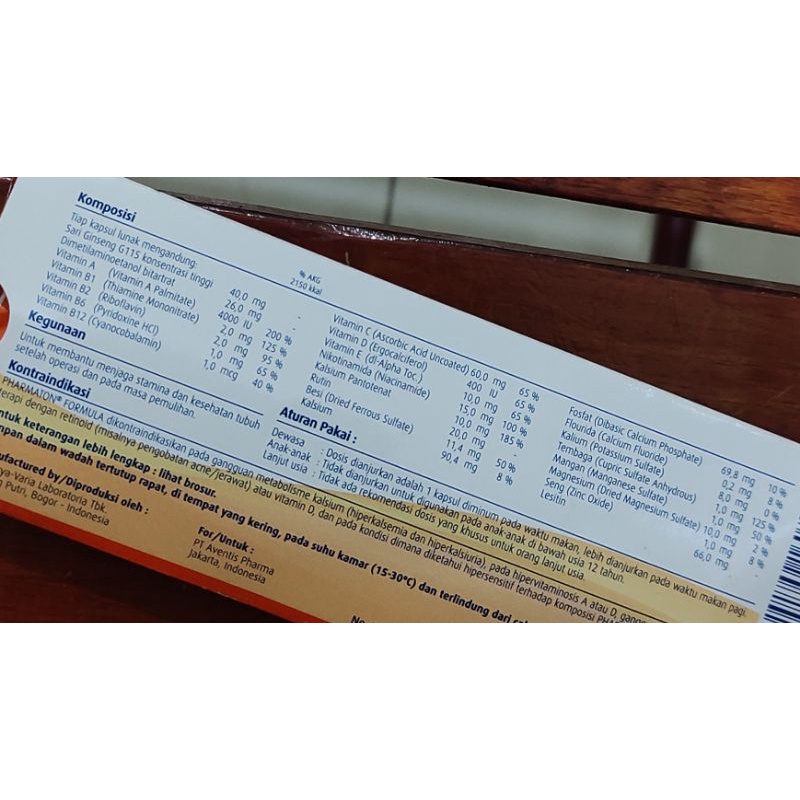 Komposisi
Tiap kapsul lunak mengandung:
% AKG
2150 kkal
Sari Ginseng G115 konsentrasi tinggi 40,0 mg -
Dimetilaminoetanol bitartrat 26,0 mg -
Vitamin A (Vitamin A Palmitate) 4000 IU 200 %
Vitamin B1 (Thiamine Mononitrate) 2,0 mg 125 %
Vitamin B2 (Riboflavin) 2,0 mg 95 %
Vitamin B6 (Pyridoxine HCl) 1,0 mg 65 %
Vitamin B12 (Cyanocobalamin) 1,0 mcg 40 %
Vitamin C (Ascorbic Acid Uncoated) 60,0 mg 65 %
Vitamin D (Ergocalciferol) 400 IU 65 %
Vitamin E (dl-Alpha Toc.) 10,0 mg 65 %
Nikotinamida (Niacinamide) 15,0 mg 100 %
Kalsium Pantotenat 10,0 mg 185 %
Rutin 20,0 mg -
Besi (Dried Ferrous Sulfate) 11,4 mg 50 %
Kalsium 90,4 mg 8 %
Fosfat (Dibasic Calcium Phosphate) 69,8 mg 10 %
Flourida (Calcium Fluoride) 0,2 mg 8 %
Kalium (Potassium Sulfate) 8,0 mg 0 %
Tembaga (Cupric Sulfate Anhydrous) 1,0 mg 125 %
Mangan (Manganese Sulfate) 1,0 mg 50 %
Magnesium (Dried Magnesium Sulfate) 10,0 mg 2 %
Seng (Zinc Oxide) 1,0 mg 8 %
Lesitin 66,0 mg -
Kegunaan
Untuk membantu menjaga stamina dan kesehatan tubuh
setelah operasi dan pada masa pemulihan.
Aturan Pakai :
Dewasa : Dosis dianjurkan adalah 1 kapsul diminum pada waktu makan, lebih dianjurkan pada waktu makan pagi.
Anak-anak : Tidak dianjurkan untuk digunakan pada anak-anak di bawah usia 12 tahun.
Lanjut usia : Tidak ada rekomendasi dosis yang khusus untuk orang lanjut usia.
Kontraindikasi
PHARMATON® FORMULA dikontraindikasikan pada gangguan metabolisme kalsium (hiperkalsemia dan hiperkalsiuria), pada hipervitaminosis A atau D,
terapi dengan retinoid (misalnya pengobatan acne/jerawat) atau vitamin D, dan pada kondisi dimana diketahui hipersensitif terhadap komposisi
ntuk keterangan lebih lengkap : lihat brosur.
mpan dalam wadah tertutup rapat, di tempat yang kering, pada suhu kamar (15-30°C) dan terlindung dari
ufactured by/Diproduksi oleh :
ya-varia Laboratoria Tbk.
Putri, Bogor - Indonesia
For/Untuk :
PT Aventis Pharma
Jakarta, Indonesia